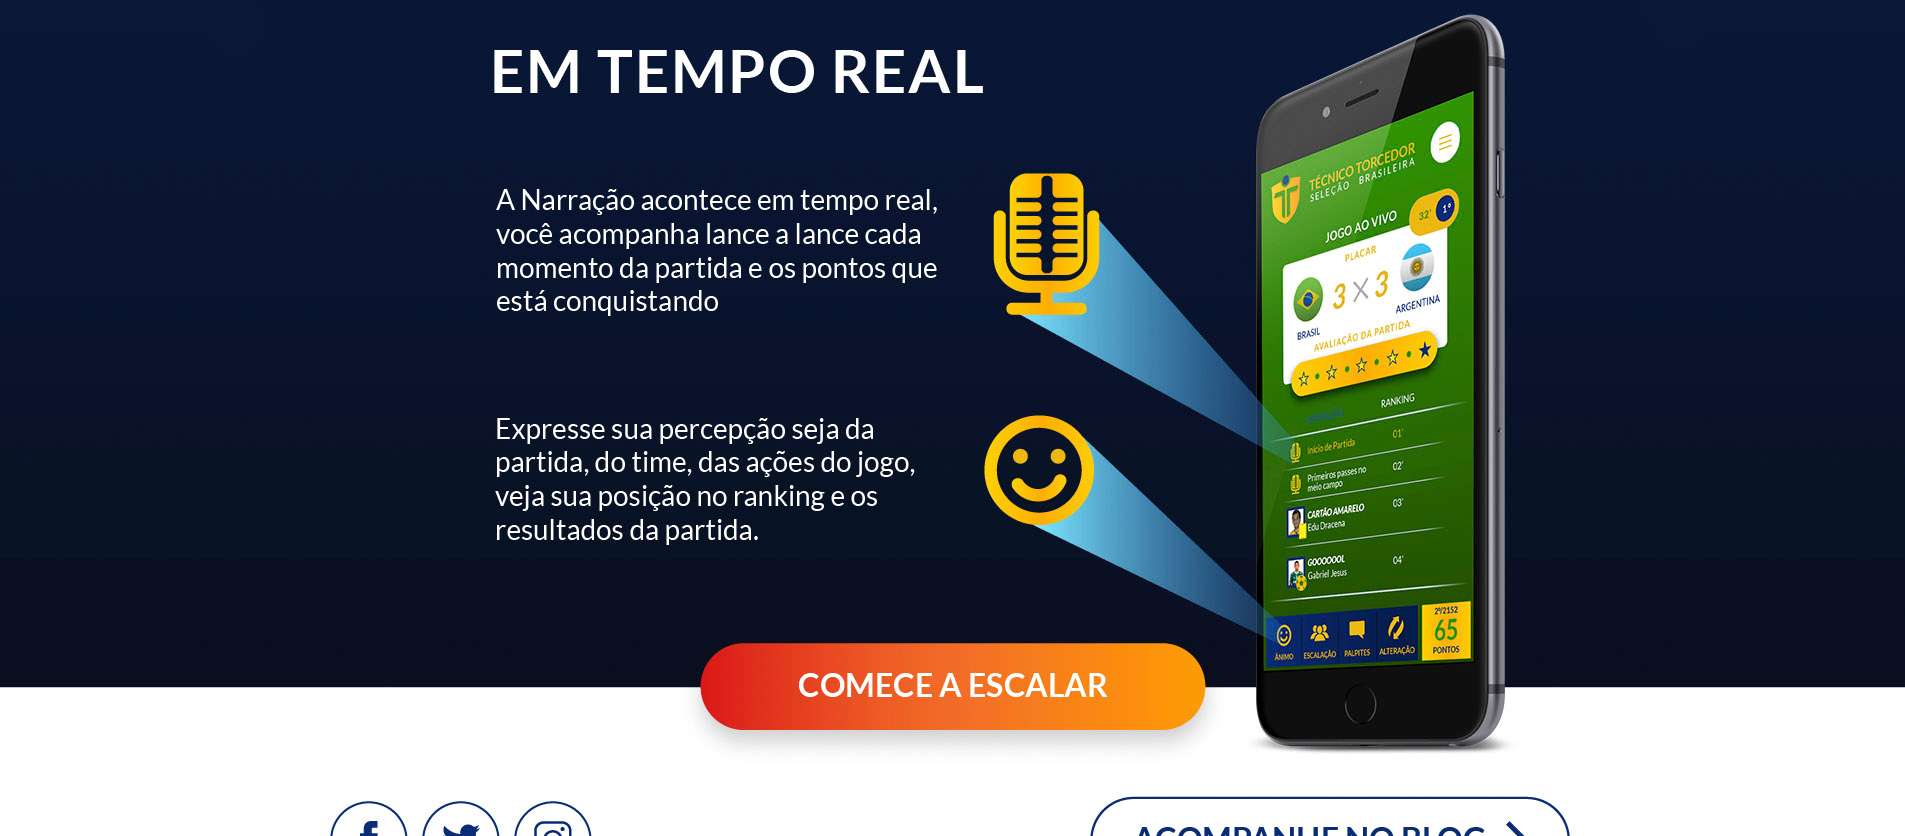 EM TEMPO REAL
A Narração acontece em tempo real,
você acompanha lance a lance cada
momento da partida e os pontos que
está conquistando
Expresse sua percepção seja da
partida, do time, das ações do jogo,
veja sua posição no ranking e os
resultados da partida.
TÉCNICO TORCEDOR
SELEÇÃO BRASILEIRA
JOGO AO VIVO
32' 1º
PLACAR
3 X 3
BRASIL
ARGENTINA
AVALIAÇÃO DA PARTIDA
RANKING
Início de Partida 01'
Primeiros passes no 02'
meio campo
CARTÃO AMARELO 03'
Edu Dracena
GOOOOOOL 04'
Gabriel Jesus
ÂNIMO
ESCALAÇÃO
PALPITES
ALTERAÇÃO
2º/2152
65
PONTOS
COMECE A ESCALAR
ACOMPANHE NO BLOG